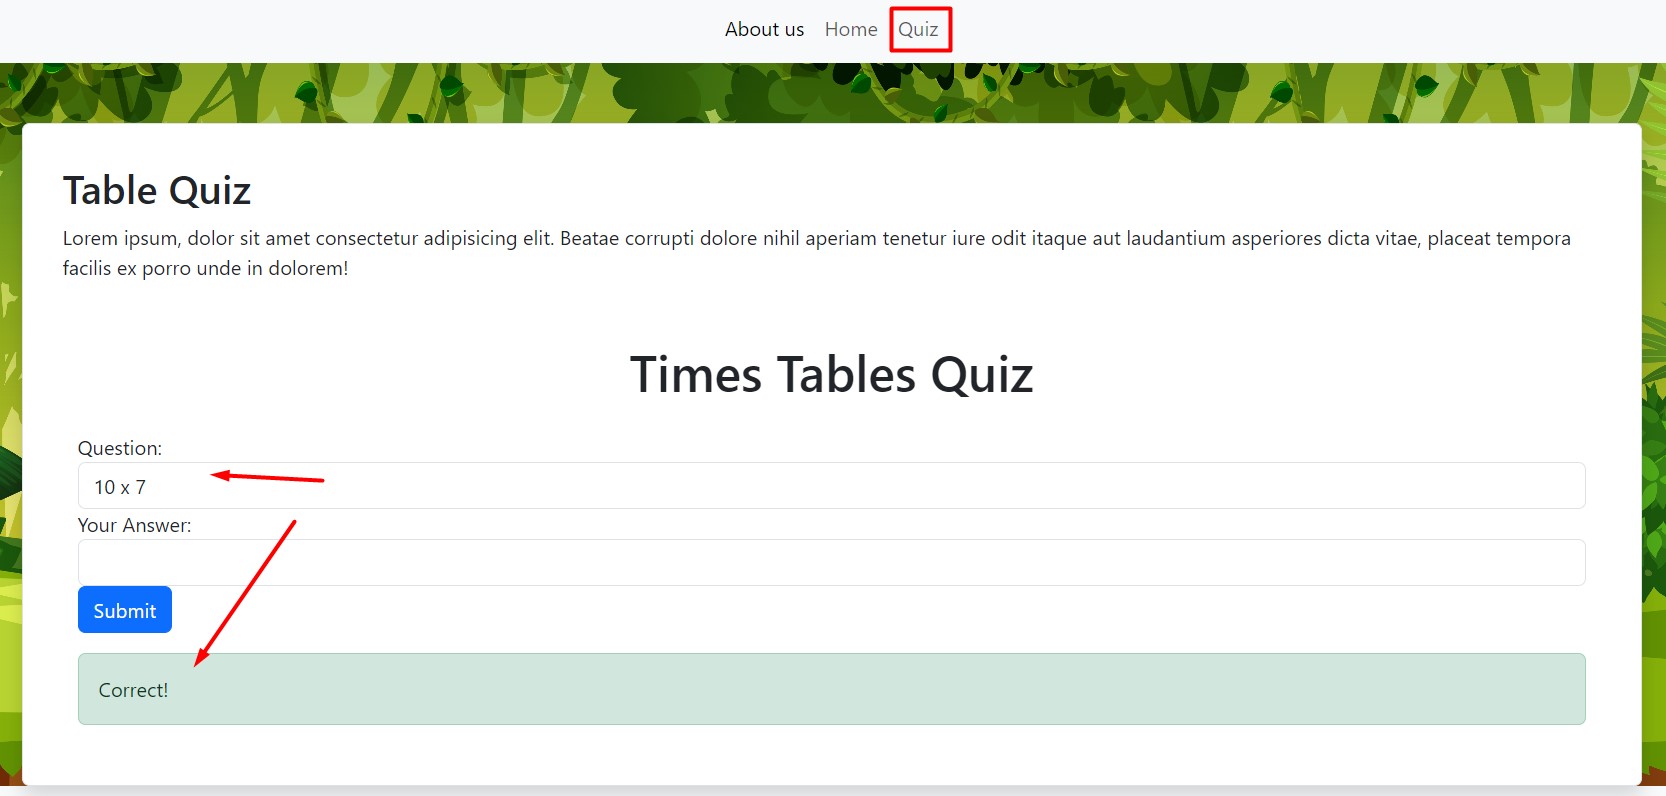 About us Home Quiz
Table Quiz
Lorem ipsum, dolor sit amet consectetur adipisicing elit. Beatae corrupti dolore nihil aperiam tenetur iure odit itaque aut laudantium asperiores dicta vitae, placeat tempora
facilis ex porro unde in dolorem!
Times Tables Quiz
Question:
10 x 7
Your Answer:
Submit
Correct!